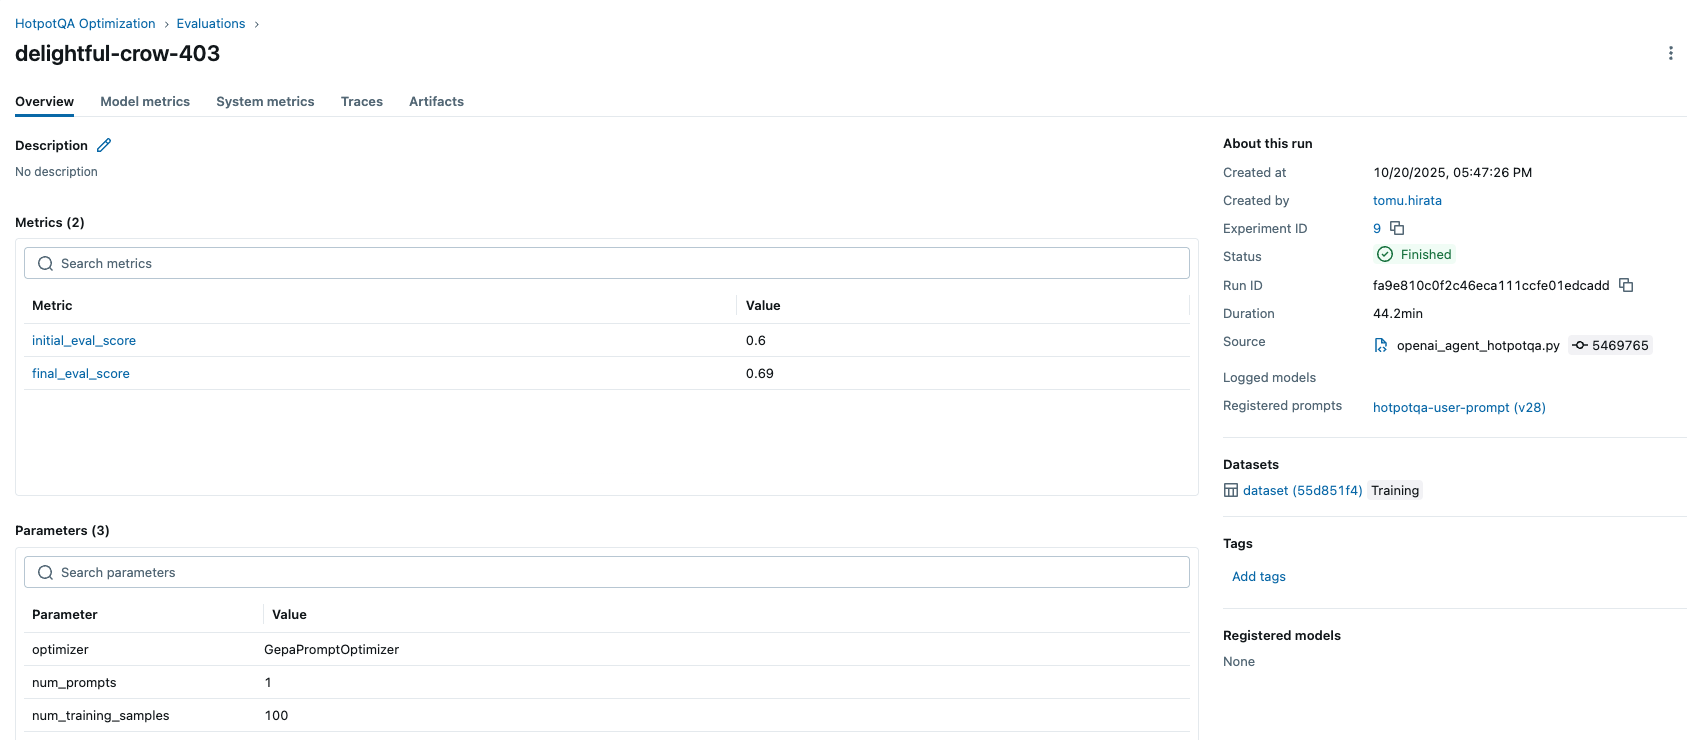 HotpotQA Optimization > Evaluations >
delightful-crow-403
Overview Model metrics System metrics Traces Artifacts
Description
No description
Metrics (2)
Search metrics
Metric Value
initial_eval_score 0.6
final_eval_score 0.69
Parameters (3)
Search parameters
Parameter Value
optimizer GepaPromptOptimizer
num_prompts 1
num_training_samples 100
About this run
Created at 10/20/2025, 05:47:26 PM
Created by tomu.hirata
Experiment ID 9
Status Finished
Run ID fa9e810c0f2c46eca111ccfe01edcadd
Duration 44.2min
Source openai_agent_hotpotqa.py 5469765
Logged models
Registered prompts hotpotqa-user-prompt (v28)
Datasets
dataset (55d851f4) Training
Tags
Add tags
Registered models
None